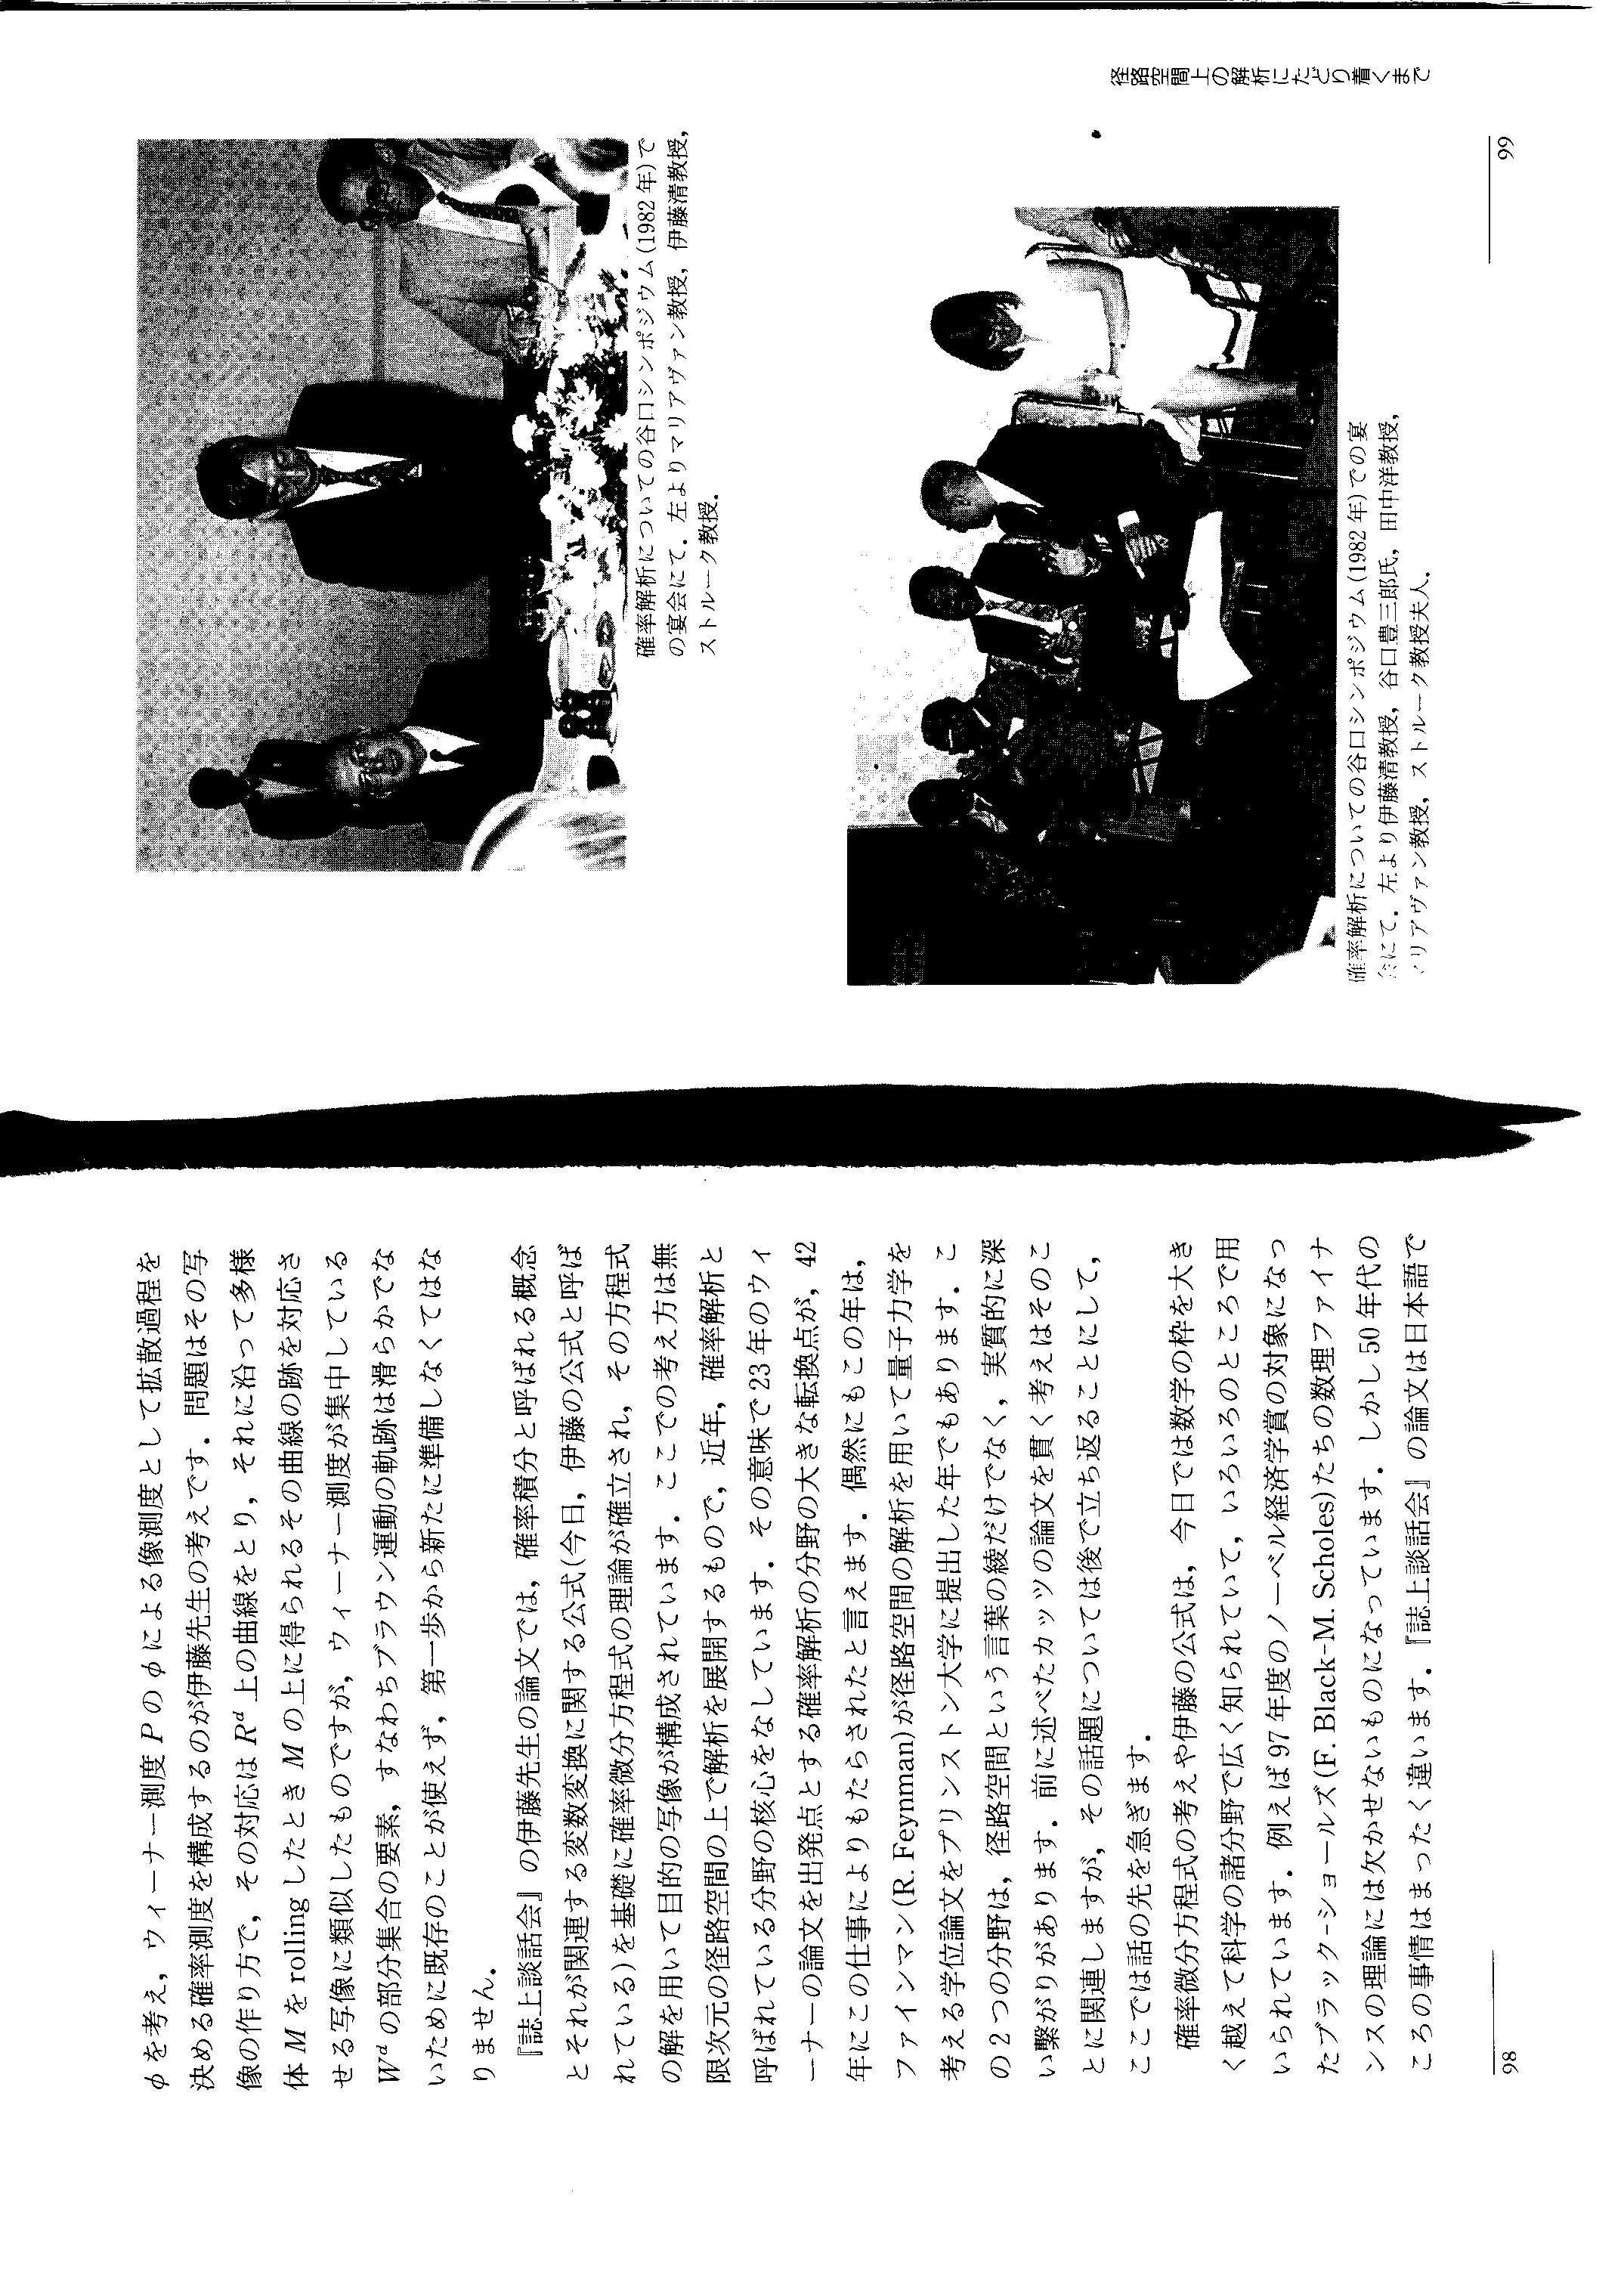 φを考え，ウィーナー測度 P の φ による像測度として拡散過程を
決める確率測度を構成するのが伊藤先生の考えです．問題はその写
像の作り方で，その対応は Rᵈ 上の曲線をとり，それに沿って多様
体 M を rolling したとき M の上に得られるその曲線の跡を対応さ
せる写像に類似したものですが，ウィーナー測度が集中している
Wᵈ の部分集合の要素，すなわちブラウン運動の軌跡は滑らかでな
いために既存のことが使えず，第一歩から新たに準備しなくてはな
りません．
『誌上談話会』の伊藤先生の論文では，確率積分と呼ばれる概念
とそれが関連する変数変換に関する公式(今日，伊藤の公式と呼ば
れている)を基礎に確率微分方程式の理論が確立され，その方程式
の解を用いて目的の写像が構成されています．ここでの考え方は無
限次元の径路空間の上で解析を展開するもので，近年，確率解析と
呼ばれている分野の核心をなしています．その意味で 23 年のウィ
ーナーの論文を出発点とする確率解析の分野の大きな転換点が，42
年にこの仕事によりもたらされたと言えます．偶然にもこの年は，
ファインマン(R. Feynman)が径路空間の解析を用いて量子力学を
考える学位論文をプリンストン大学に提出した年でもあります．こ
の 2 つの分野は，径路空間という言葉の綾だけでなく，実質的に深
い繋がりがあります．前に述べたカッツの論文を貫く考えはそのこ
とに関連しますが，その話題については後で立ち返ることにして，
ここでは話の先を急ぎます．
確率微分方程式の考えや伊藤の公式は，今日では数学の枠を大き
く越えて科学の諸分野で広く知られていて，いろいろのところで用
いられています．例えば 97 年度のノーベル経済学賞の対象になっ
たブラック-ショールズ(F. Black-M. Scholes)たちの数理ファイナ
ンスの理論には欠かせないものになっています．しかし 50 年代の
ころの事情はまったく違います．『誌上談話会』の論文は日本語で
98
確率解析についての谷口シンポジウム(1982 年)で
の宴会にて．左よりマリアヴァン教授，伊藤清教授，
ストルーク教授．
確率解析についての谷口シンポジウム(1982 年)での宴
会にて．左より伊藤清教授，谷口豊三郎氏，田中洋教授，
マリアヴァン教授，ストルーク教授夫人．
径路空間上の解析にたどり着くまで
99